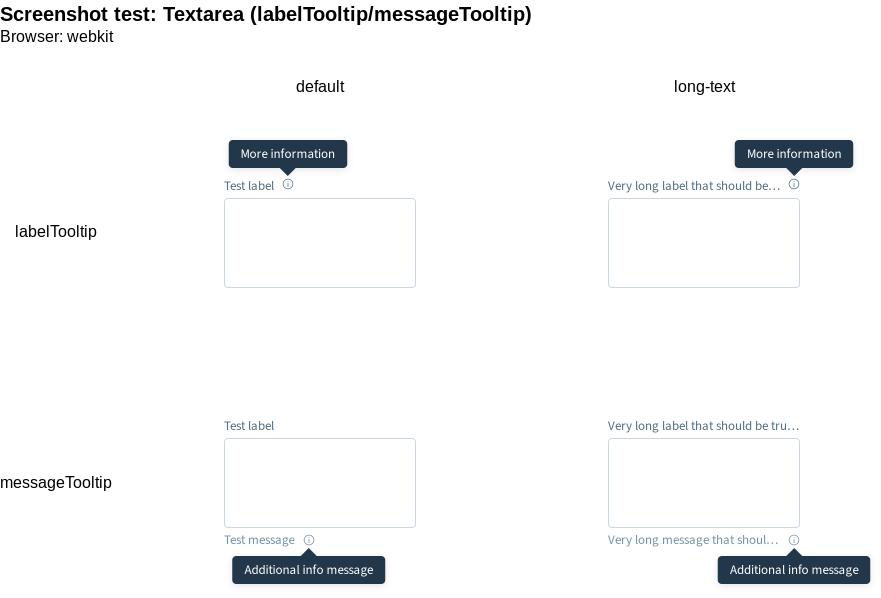 Screenshot test: Textarea (labelTooltip/messageTooltip)
Browser: webkit
default
long-text
More information
More information
Test label
Very long label that should be…
labelTooltip
Test label
Very long label that should be tru…
messageTooltip
Test message
Very long message that shoul…
Additional info message
Additional info message